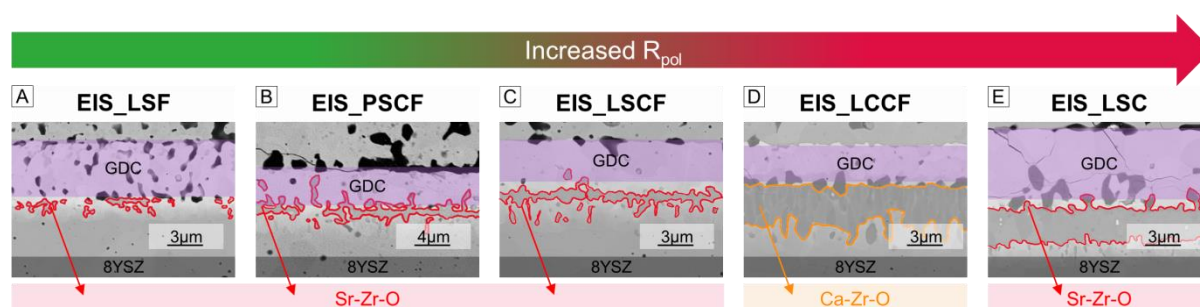 Increased Rpol
A EIS_LSF
B EIS_PSCF
C EIS_LSCF
D EIS_LCCF
E EIS_LSC
GDC
GDC
GDC
GDC
GDC
3µm
4µm
3µm
3µm
3µm
8YSZ
8YSZ
8YSZ
8YSZ
8YSZ
Sr-Zr-O
Ca-Zr-O
Sr-Zr-O